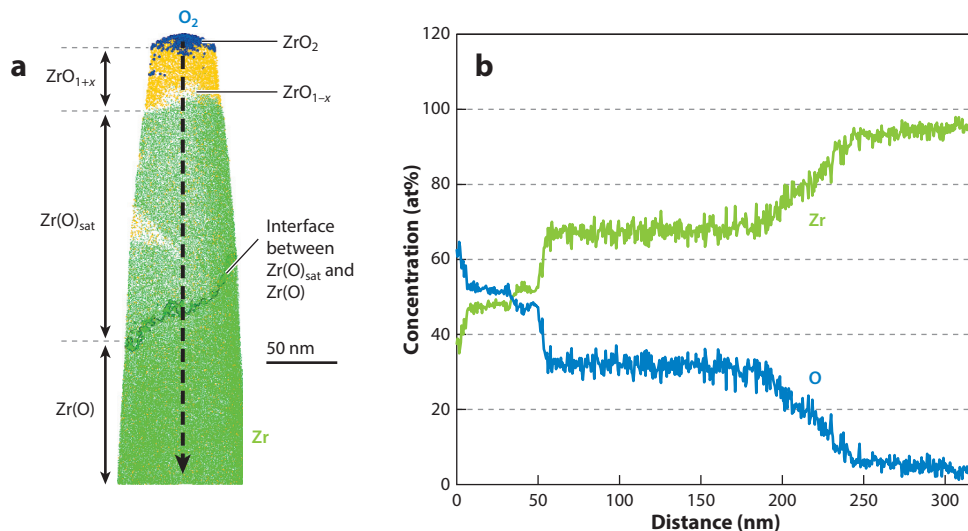 a
O₂
ZrO₂
ZrO₁₊ₓ
ZrO₁₋ₓ
Zr(O)sat
Interface
between
Zr(O)sat and
Zr(O)
50 nm
Zr(O)
Zr
b
120
100
80
60
40
20
0
Concentration (at%)
Zr
O
0
50
100
150
200
250
300
Distance (nm)